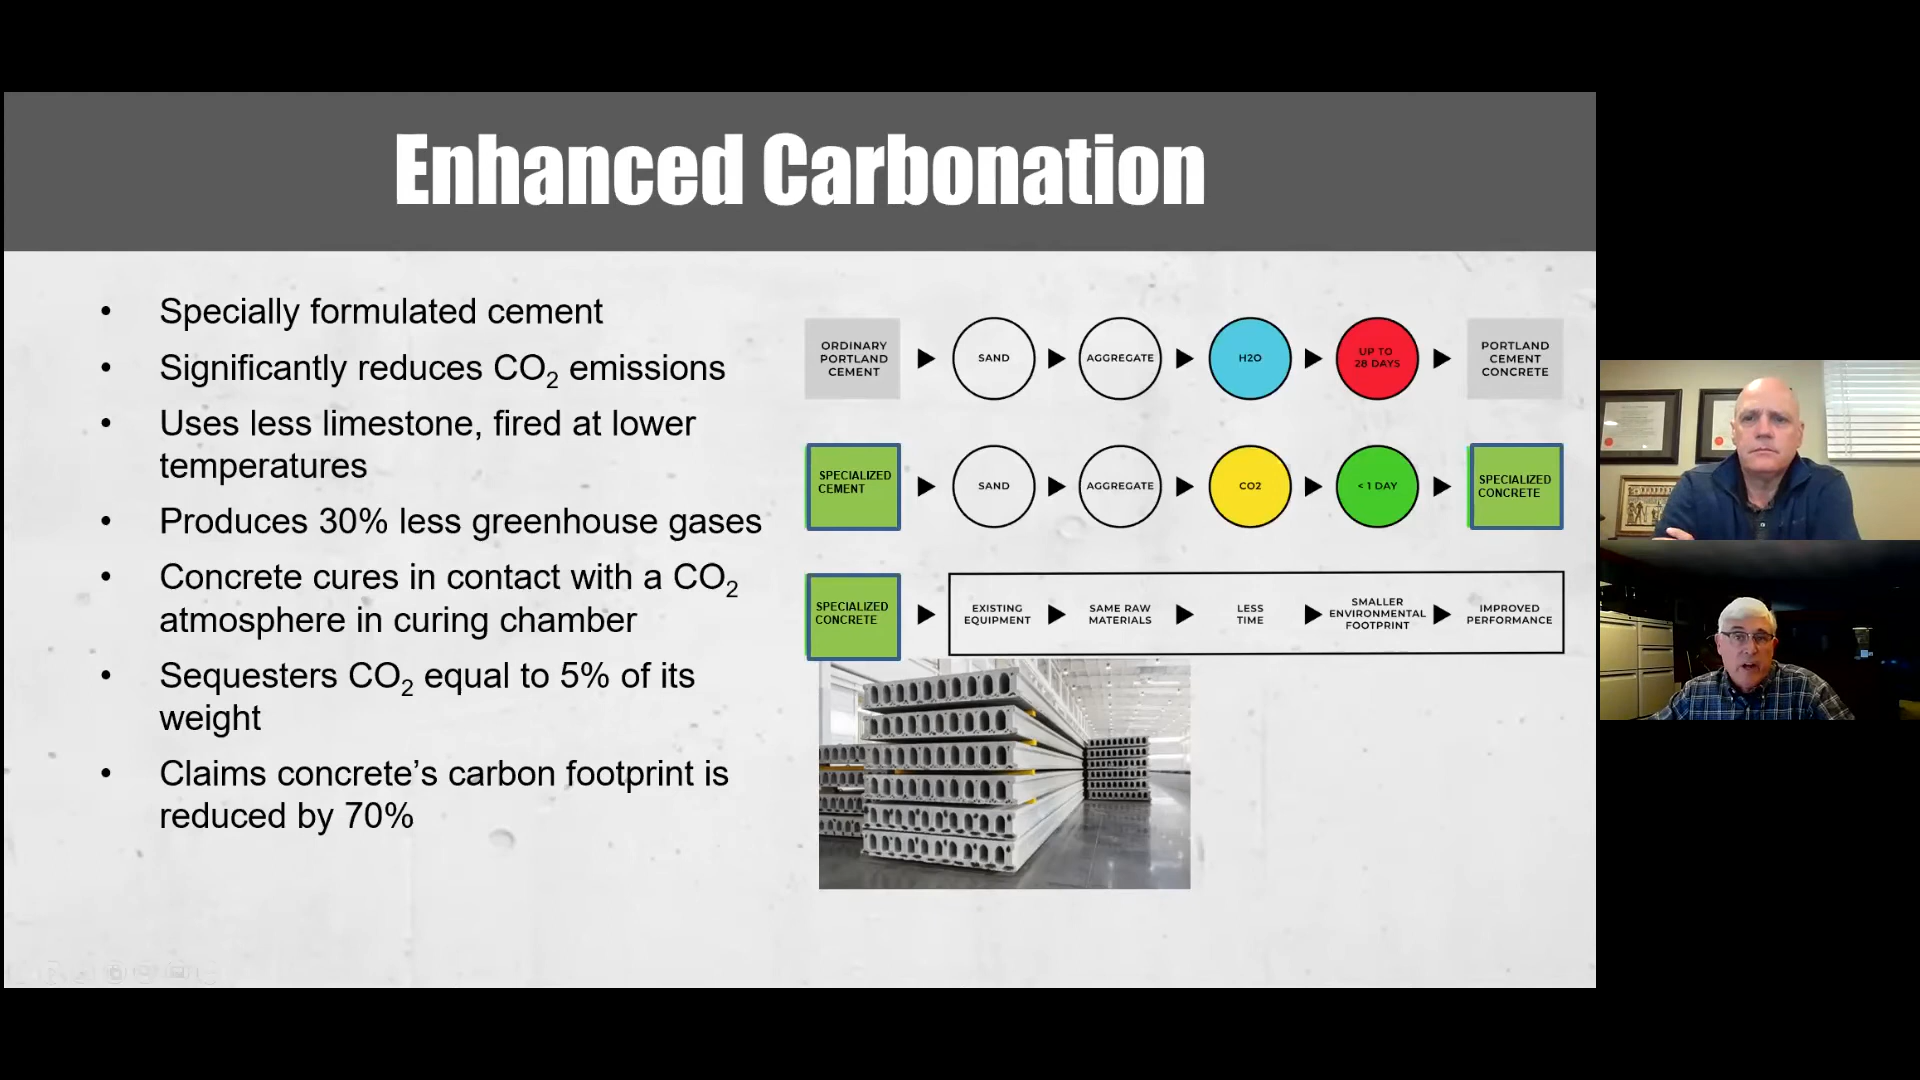 Enhanced Carbonation
• Specially formulated cement
• Significantly reduces CO₂ emissions
• Uses less limestone, fired at lower
temperatures
• Produces 30% less greenhouse gases
• Concrete cures in contact with a CO₂
atmosphere in curing chamber
• Sequesters CO₂ equal to 5% of its
weight
• Claims concrete’s carbon footprint is
reduced by 70%
ORDINARY
PORTLAND
CEMENT
SAND
AGGREGATE
H2O
UP TO
28 DAYS
PORTLAND
CEMENT
CONCRETE
SPECIALIZED
CEMENT
SAND
AGGREGATE
CO2
< 1 DAY
SPECIALIZED
CONCRETE
SPECIALIZED
CONCRETE
EXISTING
EQUIPMENT
SAME RAW
MATERIALS
LESS
TIME
SMALLER
ENVIRONMENTAL
FOOTPRINT
IMPROVED
PERFORMANCE